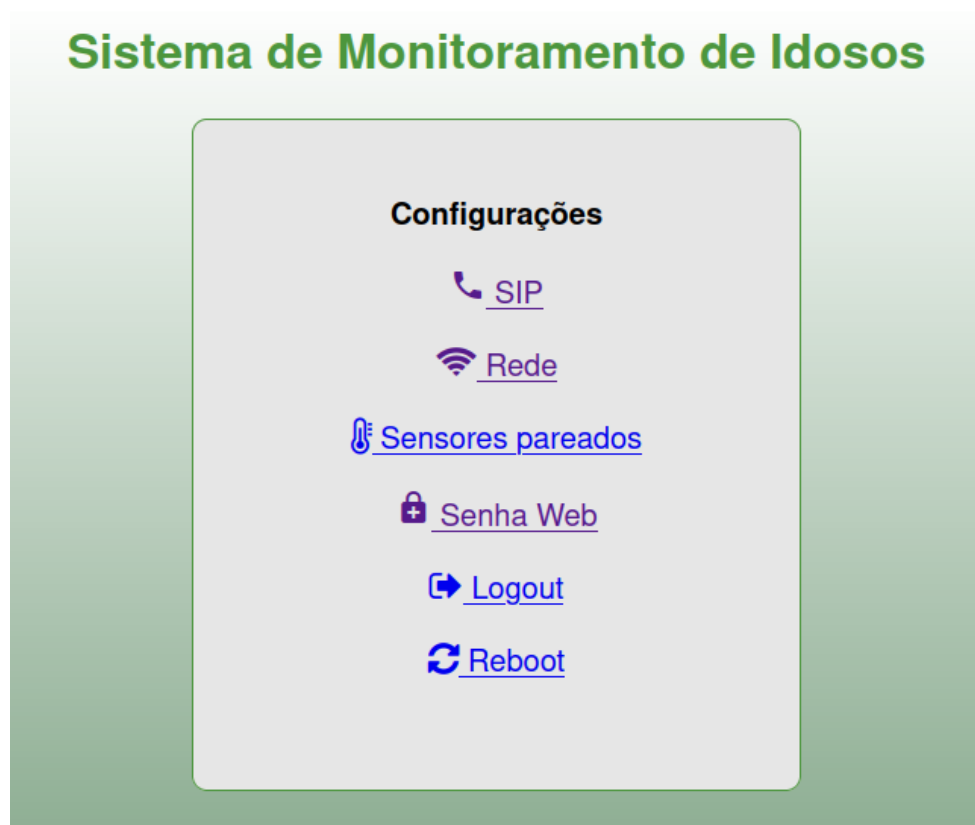 Sistema de Monitoramento de Idosos
Configurações
SIP
Rede
Sensores pareados
Senha Web
Logout
Reboot